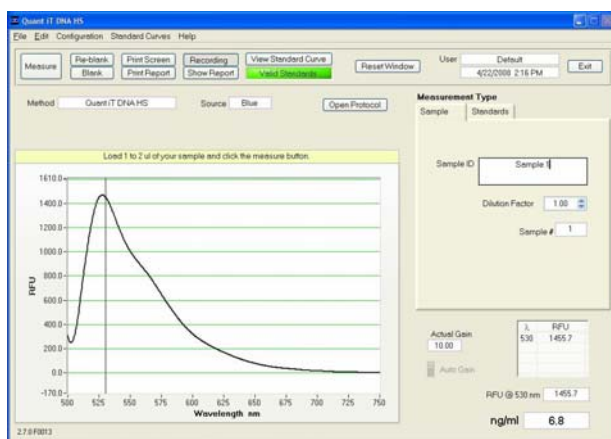 Quant iT DNA HS
File Edit Configuration Standard Curves Help
Measure Re-blank Print Screen Recording View Standard Curve Reset Window User Default Exit
Blank Print Report Show Report Valid Standards 4/22/2008 2:16 PM
Method Quant iT DNA HS Source Blue Open Protocol
Measurement Type
Sample Standards
Load 1 to 2 ul of your sample and click the measure button.
Sample ID Sample 1
Dilution Factor 1.00
Sample # 1
RFU
1610.0
1400.0
1200.0
1000.0
800.0
600.0
400.0
200.0
0.0
-170.0
500 525 550 575 600 625 650 675 700 725 750
Wavelength nm
Actual Gain
10.00
Auto Gain
λ RFU
530 1455.7
RFU @ 530 nm 1455.7
ng/ml 6.8
2.7.0 F0013